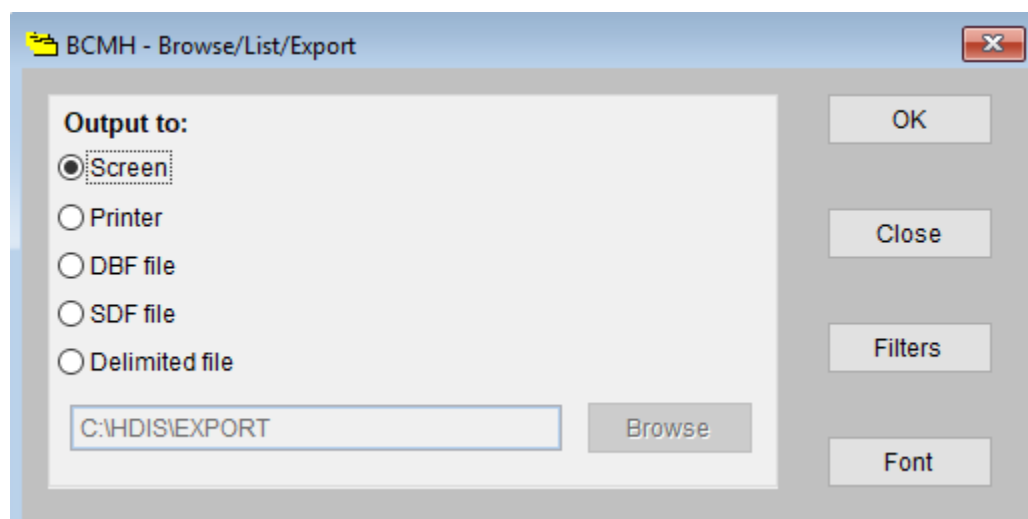 BCMH - Browse/List/Export
Output to:
OK
Screen
Printer
Close
DBF file
SDF file
Filters
Delimited file
C:\HDIS\EXPORT
Browse
Font